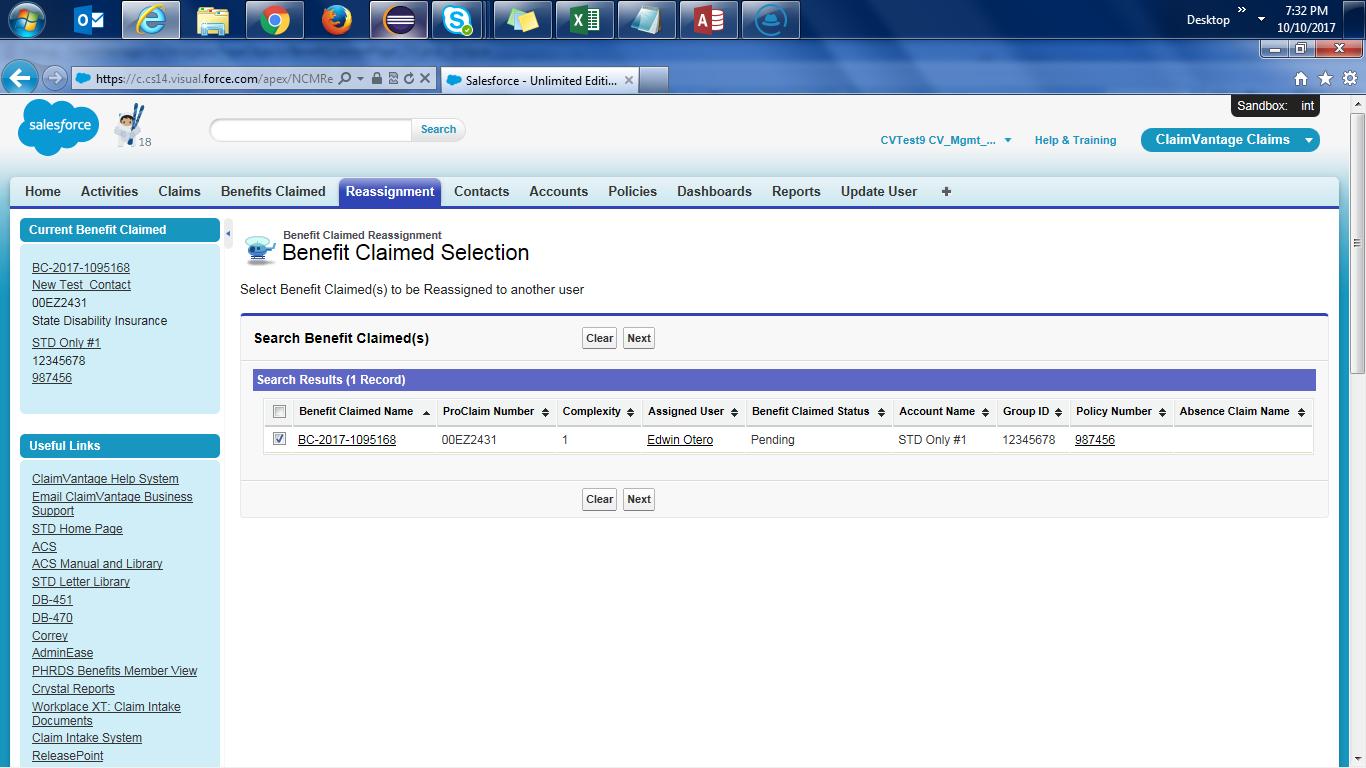 Desktop
7:32 PM
10/10/2017
https://c.cs14.visual.force.com/apex/NCMRe
Salesforce - Unlimited Editi...
Sandbox: int
salesforce
18
Search
CVTest9 CV_Mgmt_...
Help & Training
ClaimVantage Claims
Home Activities Claims Benefits Claimed Reassignment Contacts Accounts Policies Dashboards Reports Update User +
Current Benefit Claimed
BC-2017-1095168
New Test Contact
00EZ2431
State Disability Insurance
STD Only #1
12345678
987456
Useful Links
ClaimVantage Help System
Email ClaimVantage Business
Support
STD Home Page
ACS
ACS Manual and Library
STD Letter Library
DB-451
DB-470
Correy
AdminEase
PHRDS Benefits Member View
Crystal Reports
Workplace XT: Claim Intake
Documents
Claim Intake System
ReleasePoint
Benefit Claimed Reassignment
Benefit Claimed Selection
Select Benefit Claimed(s) to be Reassigned to another user
Search Benefit Claimed(s) Clear Next
Search Results (1 Record)
Benefit Claimed Name ProClaim Number Complexity Assigned User Benefit Claimed Status Account Name Group ID Policy Number Absence Claim Name
BC-2017-1095168 00EZ2431 1 Edwin Otero Pending STD Only #1 12345678 987456
Clear Next